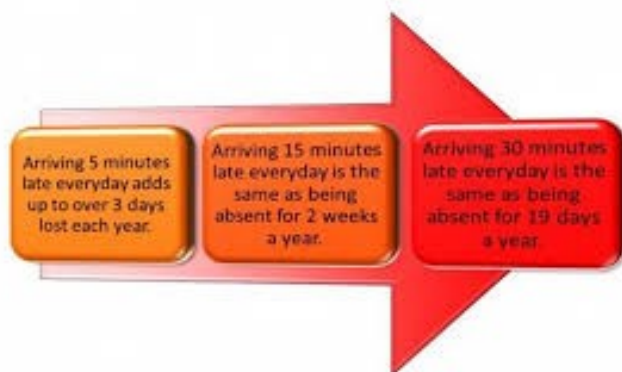 Arriving 5 minutes
late everyday adds
up to over 3 days
lost each year.
Arriving 15 minutes
late everyday is the
same as being
absent for 2 weeks
a year.
Arriving 30 minutes
late everyday is the
same as being
absent for 19 days
a year.